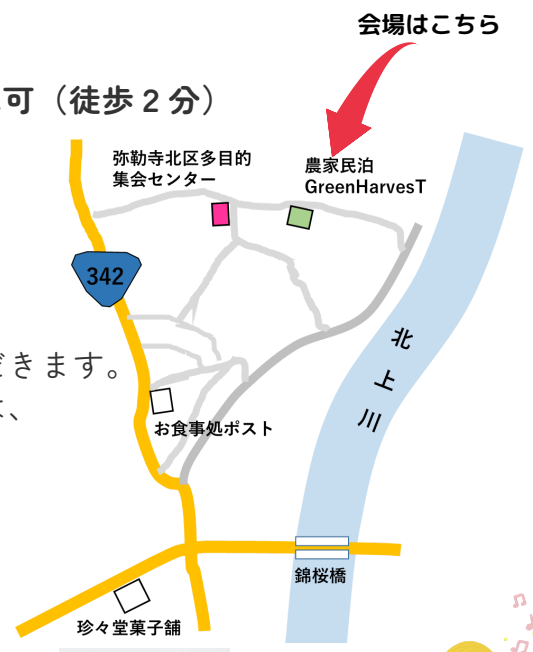 会場はこちら
可（徒歩２分）
弥勒寺北区多目的
集会センター
農家民泊
GreenHarvesT
342
北
上
川
だきます。
は、
お食事処ポスト
錦桜橋
珍々堂菓子舗